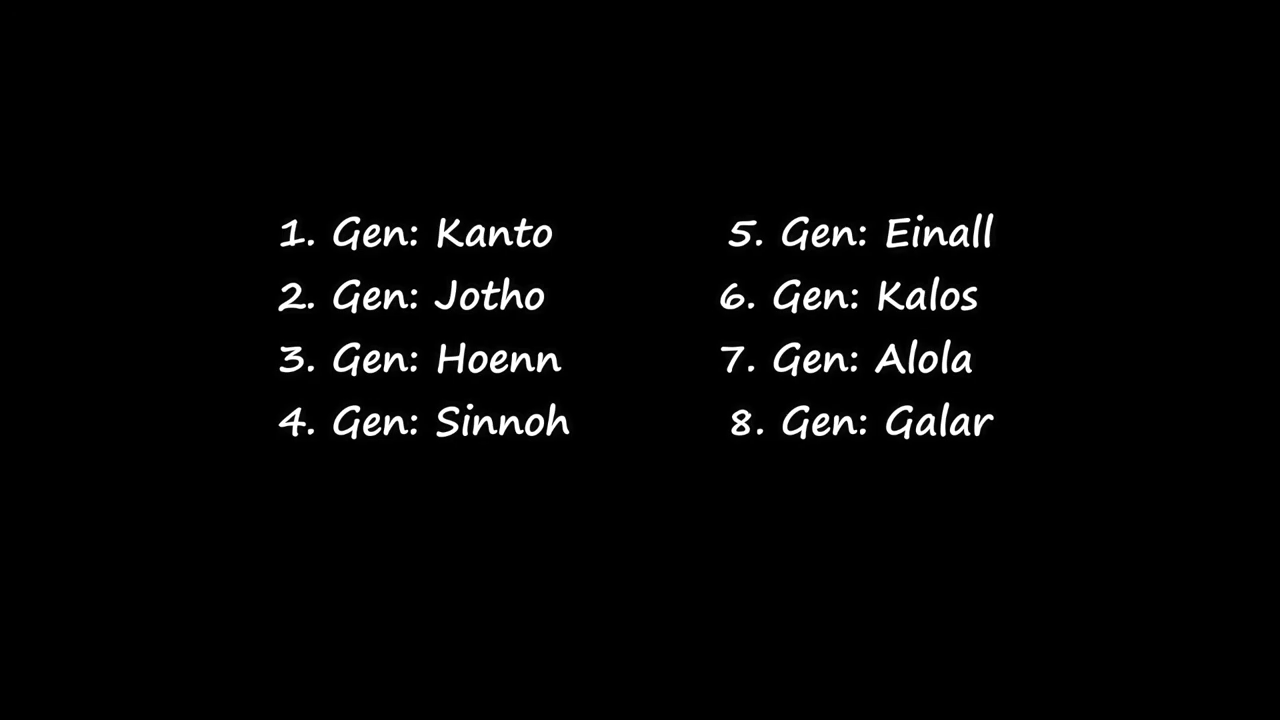 1. Gen: Kanto
2. Gen: Jotho
3. Gen: Hoenn
4. Gen: Sinnoh
5. Gen: Einall
6. Gen: Kalos
7. Gen: Alola
8. Gen: Galar